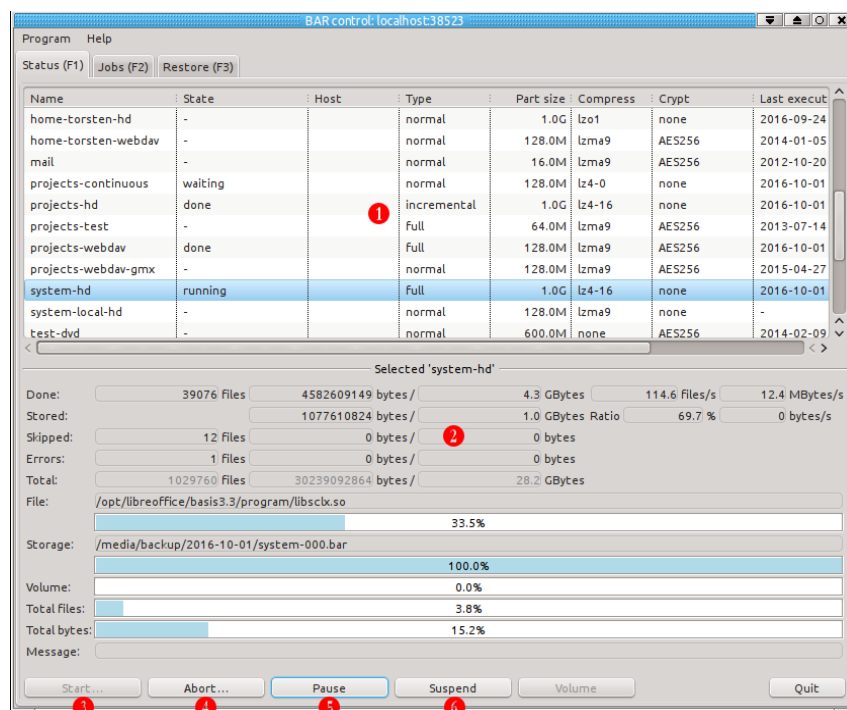 BAR control: localhost:38523
Program Help
Status (F1) Jobs (F2) Restore (F3)
Name State Host Type Part size Compress Crypt Last execut
home-torsten-hd - normal 1.0G lzo1 none 2016-09-24
home-torsten-webdav - normal 128.0M lzma9 AES256 2014-01-05
mail - normal 16.0M lzma9 AES256 2012-10-20
projects-continuous waiting normal 128.0M lz4-0 none 2016-10-01
projects-hd done incremental 1.0G lz4-16 none 2016-10-01
1
projects-test - full 64.0M lzma9 AES256 2013-07-14
projects-webdav done full 128.0M lzma9 AES256 2016-10-01
projects-webdav-gmx - normal 128.0M lzma9 AES256 2015-04-27
system-hd running full 1.0G lz4-16 none 2016-10-01
system-local-hd - normal 128.0M lzma9 none -
test-dvd - normal 600.0M none AES256 2014-02-09
Selected 'system-hd'
Done: 39076 files 4582609149 bytes / 4.3 GBytes 114.6 files/s 12.4 MBytes/s
Stored: 1077610824 bytes / 1.0 GBytes Ratio 69.7 % 0 bytes/s
Skipped: 12 files 0 bytes / 2 0 bytes
Errors: 1 files 0 bytes / 0 bytes
Total: 1029760 files 30239092864 bytes / 28.2 GBytes
File: /opt/libreoffice/basis3.3/program/libsclx.so
33.5%
Storage: /media/backup/2016-10-01/system-000.bar
100.0%
Volume: 0.0%
Total files: 3.8%
Total bytes: 15.2%
Message:
Start... Abort... Pause Suspend Volume Quit
3 4 5 6